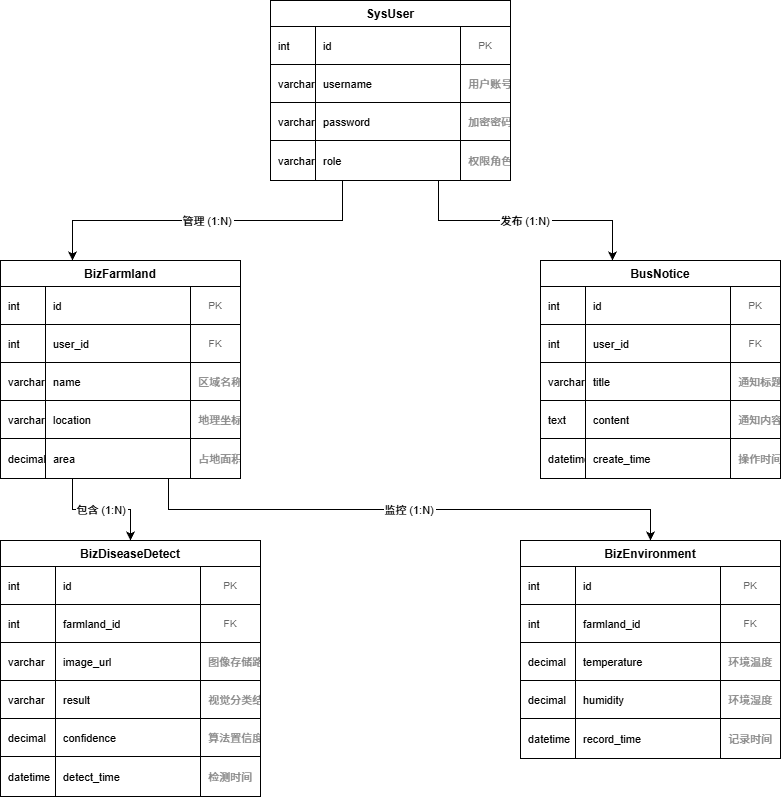 SysUser
int id PK
varchar username 用户账号
varchar password 加密密码
varchar role 权限角色
管理 (1:N) 发布 (1:N)
BizFarmland
int id PK
int user_id FK
varchar name 区域名称
varchar location 地理坐标
decimal area 占地面积
BusNotice
int id PK
int user_id FK
varchar title 通知标题
text content 通知内容
datetime create_time 操作时间
包含 (1:N) 监控 (1:N)
BizDiseaseDetect
int id PK
int farmland_id FK
varchar image_url 图像存储路
varchar result 视觉分类结
decimal confidence 算法置信度
datetime detect_time 检测时间
BizEnvironment
int id PK
int farmland_id FK
decimal temperature 环境温度
decimal humidity 环境湿度
datetime record_time 记录时间